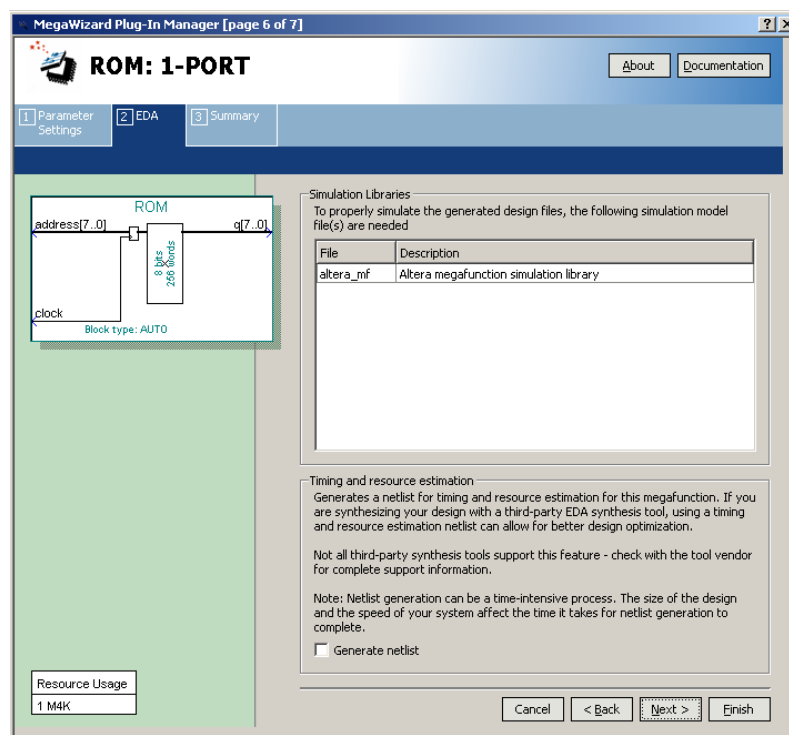 MegaWizard Plug-In Manager [page 6 of 7]
ROM: 1-PORT
About
Documentation
1 Parameter Settings
2 EDA
3 Summary
ROM
address[7..0]
q[7..0]
8 bits
256 words
clock
Block type: AUTO
Simulation Libraries
To properly simulate the generated design files, the following simulation model
file(s) are needed
File Description
altera_mf Altera megafunction simulation library
Timing and resource estimation
Generates a netlist for timing and resource estimation for this megafunction. If you
are synthesizing your design with a third-party EDA synthesis tool, using a timing
and resource estimation netlist can allow for better design optimization.
Not all third-party synthesis tools support this feature - check with the tool vendor
for complete support information.
Note: Netlist generation can be a time-intensive process. The size of the design
and the speed of your system affect the time it takes for netlist generation to
complete.
Generate netlist
Resource Usage
1 M4K
Cancel
< Back
Next >
Finish